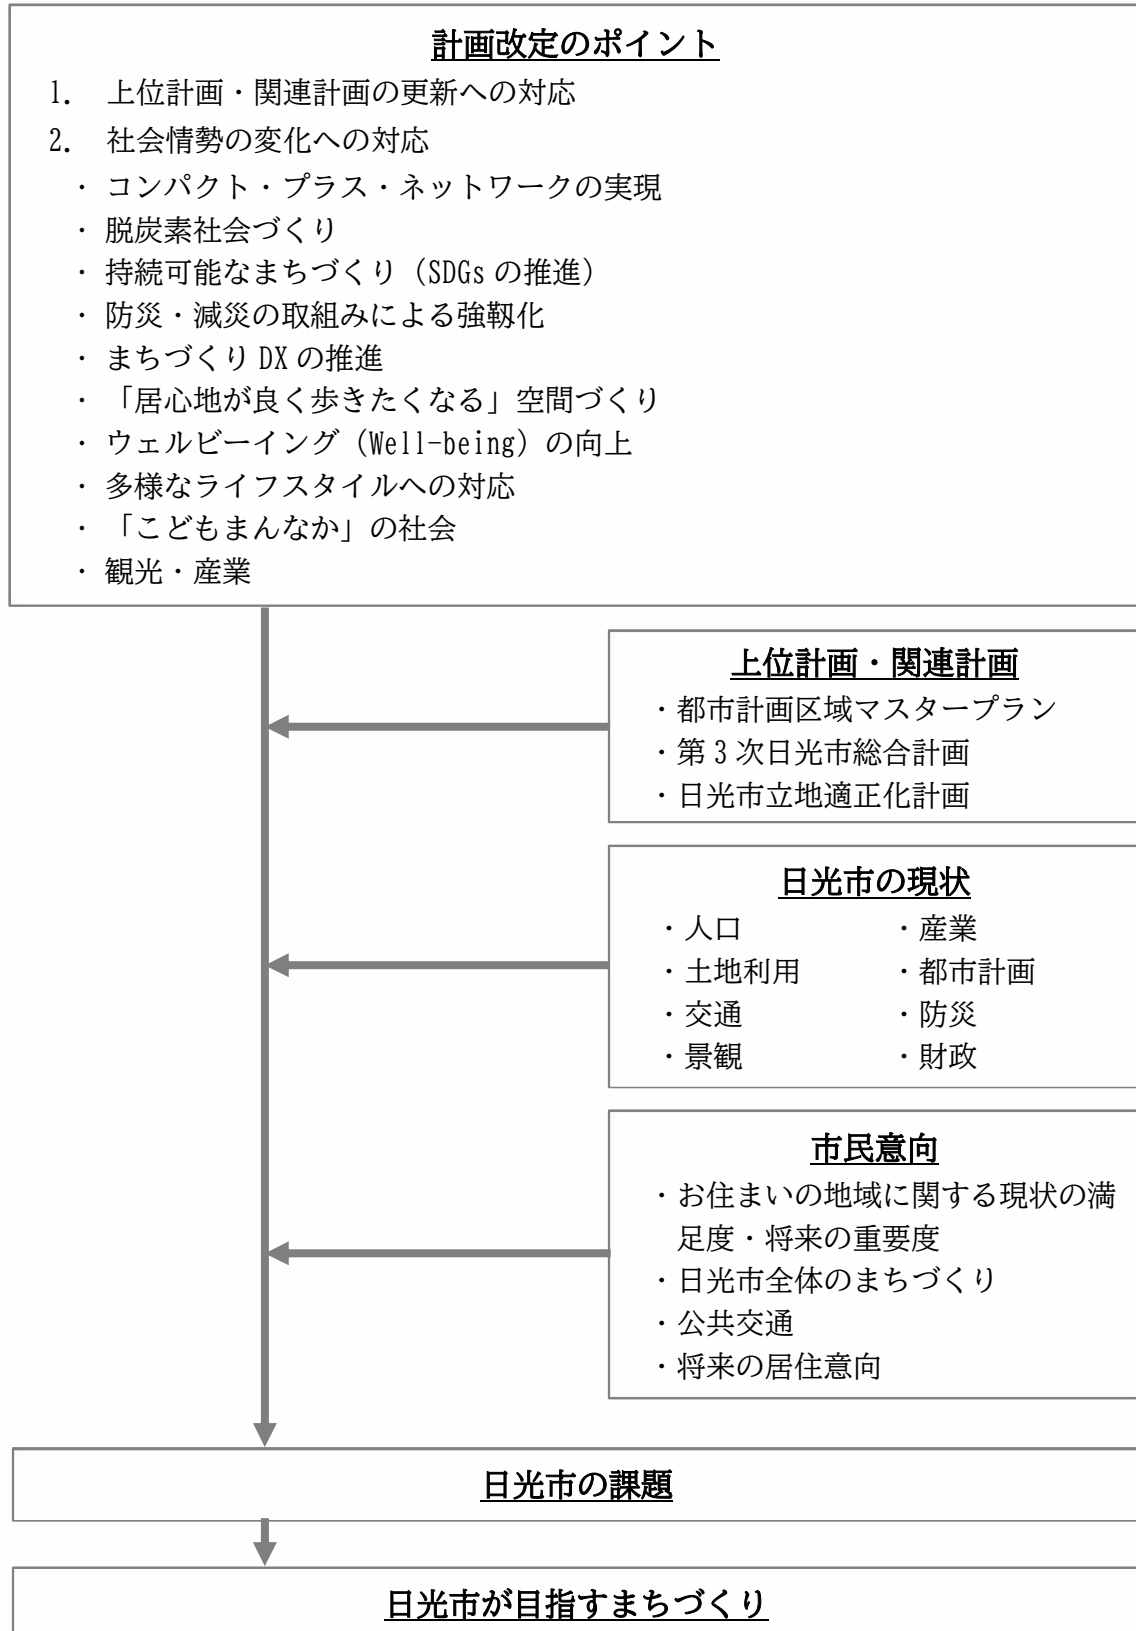 計画改定のポイント
1. 上位計画・関連計画の更新への対応
2. 社会情勢の変化への対応
・コンパクト・プラス・ネットワークの実現
・脱炭素社会づくり
・持続可能なまちづくり（SDGs の推進）
・防災・減災の取組みによる強靱化
・まちづくり DX の推進
・「居心地が良く歩きたくなる」空間づくり
・ウェルビーイング（Well-being）の向上
・多様なライフスタイルへの対応
・「こどもまんなか」の社会
・観光・産業
上位計画・関連計画
・都市計画区域マスタープラン
・第 3 次日光市総合計画
・日光市立地適正化計画
日光市の現状
・人口 ・産業
・土地利用 ・都市計画
・交通 ・防災
・景観 ・財政
市民意向
・お住まいの地域に関する現状の満
足度・将来の重要度
・日光市全体のまちづくり
・公共交通
・将来の居住意向
日光市の課題
日光市が目指すまちづくり